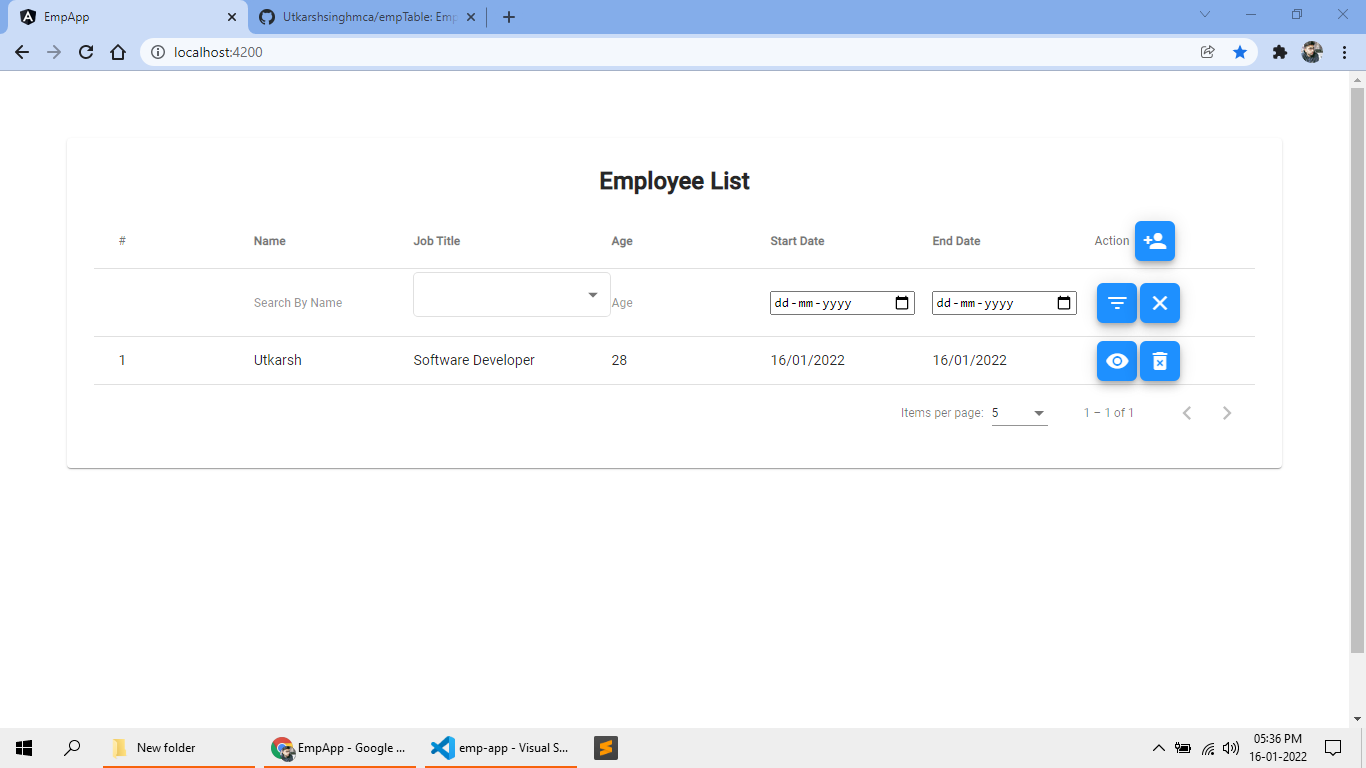 EmpApp
Utkarshsinghmca/empTable: Emp
localhost:4200
Employee List
# Name Job Title Age Start Date End Date Action
Search By Name Age dd-mm-yyyy dd-mm-yyyy
1 Utkarsh Software Developer 28 16/01/2022 16/01/2022
Items per page: 5 1 – 1 of 1
New folder
EmpApp - Google ...
emp-app - Visual S...
05:36 PM
16-01-2022